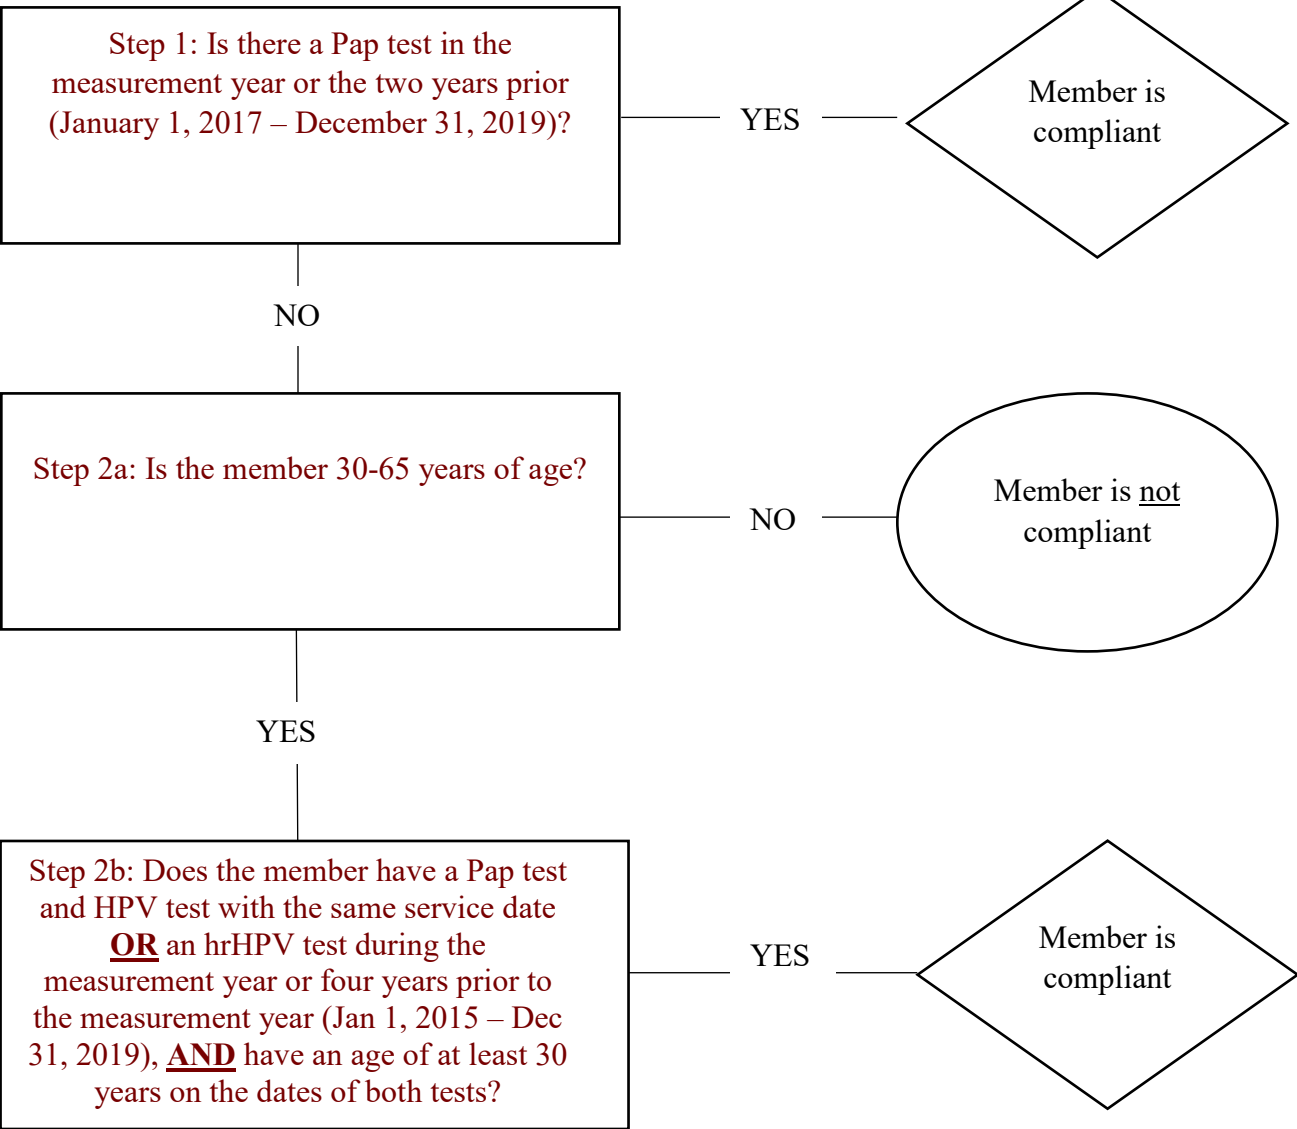 Step 1: Is there a Pap test in the
measurement year or the two years prior
(January 1, 2017 – December 31, 2019)?
YES
Member is
compliant
NO
Step 2a: Is the member 30-65 years of age?
NO
Member is not
compliant
YES
Step 2b: Does the member have a Pap test
and HPV test with the same service date
OR an hrHPV test during the
measurement year or four years prior to
the measurement year (Jan 1, 2015 – Dec
31, 2019), AND have an age of at least 30
years on the dates of both tests?
YES
Member is
compliant